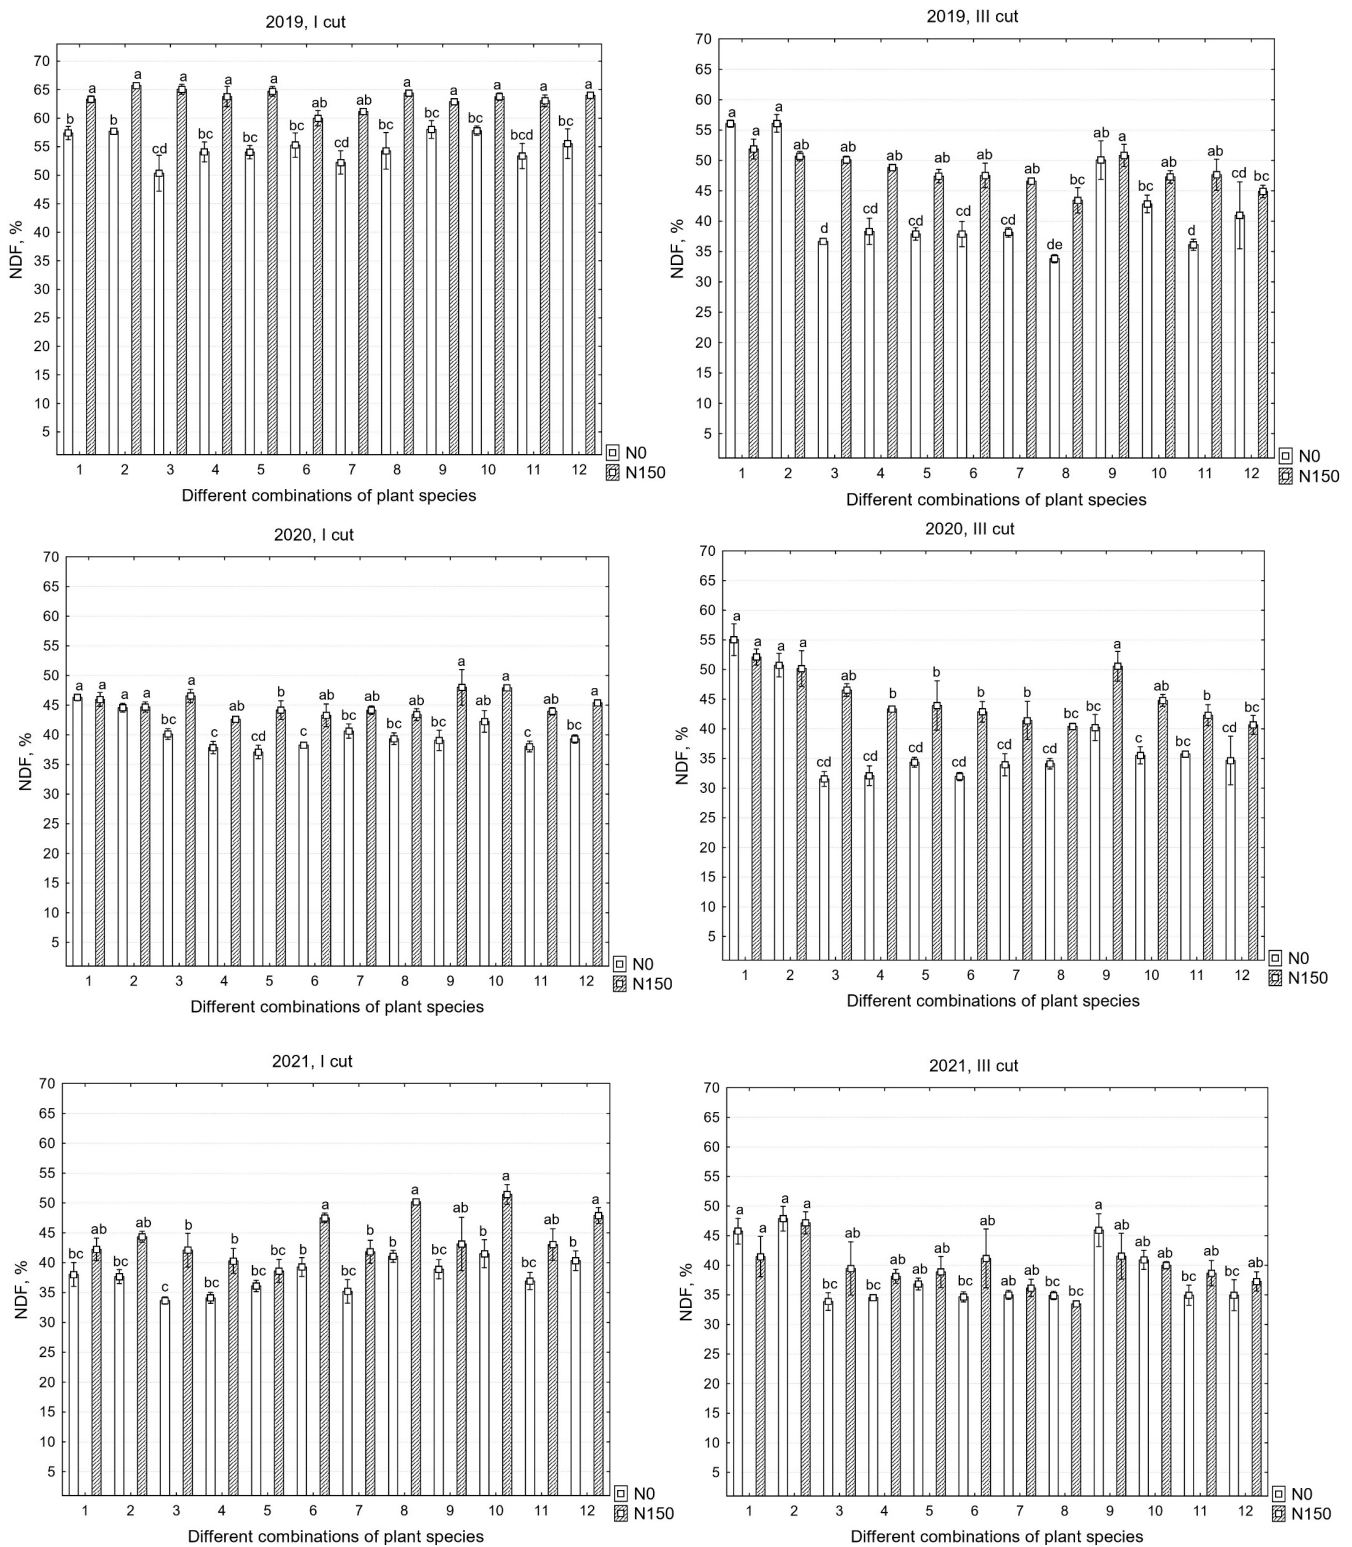 2019, I cut
NDF, %
70
65
60
55
50
45
40
35
30
25
20
15
10
5
b a b a cd a bc a bc a bc ab cd ab bc a bc a bc a bcd a bc a
1 2 3 4 5 6 7 8 9 10 11 12
Different combinations of plant species
N0
N150
2019, III cut
NDF, %
70
65
60
55
50
45
40
35
30
25
20
15
10
5
a a a ab d ab cd ab cd ab cd ab cd ab de bc ab a bc ab d ab cd bc
1 2 3 4 5 6 7 8 9 10 11 12
Different combinations of plant species
N0
N150
2020, I cut
NDF, %
70
65
60
55
50
45
40
35
30
25
20
15
10
5
a a a a bc a c ab cd b c ab bc ab bc ab bc a ab a c ab bc a
1 2 3 4 5 6 7 8 9 10 11 12
Different combinations of plant species
N0
N150
2020, III cut
NDF, %
70
65
60
55
50
45
40
35
30
25
20
15
10
5
a a a a cd ab cd b cd b cd b cd b cd bc bc a c ab bc b cd bc
1 2 3 4 5 6 7 8 9 10 11 12
Different combinations of plant species
N0
N150
2021, I cut
NDF, %
70
65
60
55
50
45
40
35
30
25
20
15
10
5
bc ab bc ab c b bc b bc bc b a bc b b a bc ab b a bc ab b a
1 2 3 4 5 6 7 8 9 10 11 12
Different combinations of plant species
N0
N150
2021, III cut
NDF, %
70
65
60
55
50
45
40
35
30
25
20
15
10
5
a a a a bc ab bc ab ab ab bc ab ab ab ab bc a ab ab ab bc ab bc ab
1 2 3 4 5 6 7 8 9 10 11 12
Different combinations of plant species
N0
N150